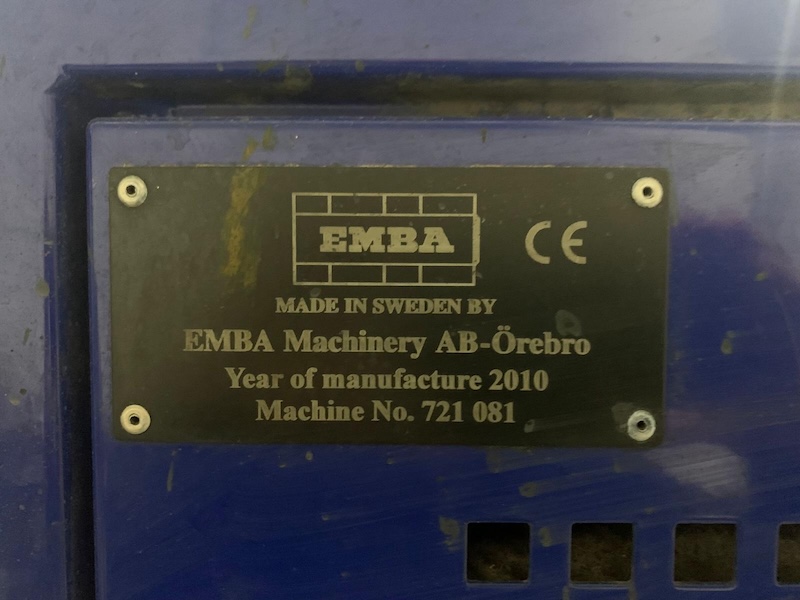 EMBA
CE
MADE IN SWEDEN BY
EMBA Machinery AB-Örebro
Year of manufacture 2010
Machine No. 721 081